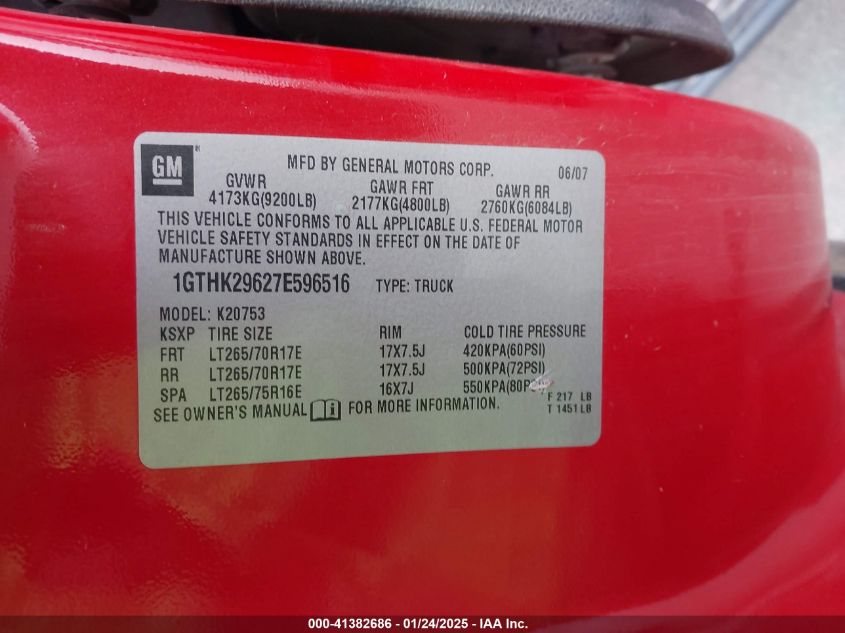 GM ®
MFD BY GENERAL MOTORS CORP. 06/07
GVWR GAWR FRT GAWR RR
4173KG(9200LB) 2177KG(4800LB) 2760KG(6084LB)
THIS VEHICLE CONFORMS TO ALL APPLICABLE U.S. FEDERAL MOTOR
VEHICLE SAFETY STANDARDS IN EFFECT ON THE DATE OF
MANUFACTURE SHOWN ABOVE.
1GTHK29627E596516 TYPE: TRUCK
MODEL: K20753
KSXP TIRE SIZE RIM COLD TIRE PRESSURE
FRT LT265/70R17E 17X7.5J 420KPA(60PSI)
RR LT265/70R17E 17X7.5J 500KPA(72PSI)
SPA LT265/75R16E 16X7J 550KPA(80P
F 217 LB
T 1451 LB
SEE OWNER'S MANUAL i FOR MORE INFORMATION.
000-41382686 - 01/24/2025 - IAA Inc.